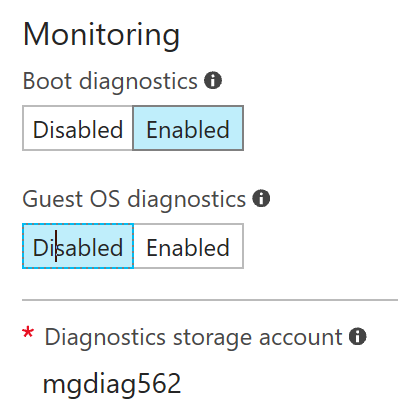 Monitoring
Boot diagnostics
Disabled Enabled
Guest OS diagnostics
Disabled Enabled
* Diagnostics storage account
mgdiag562